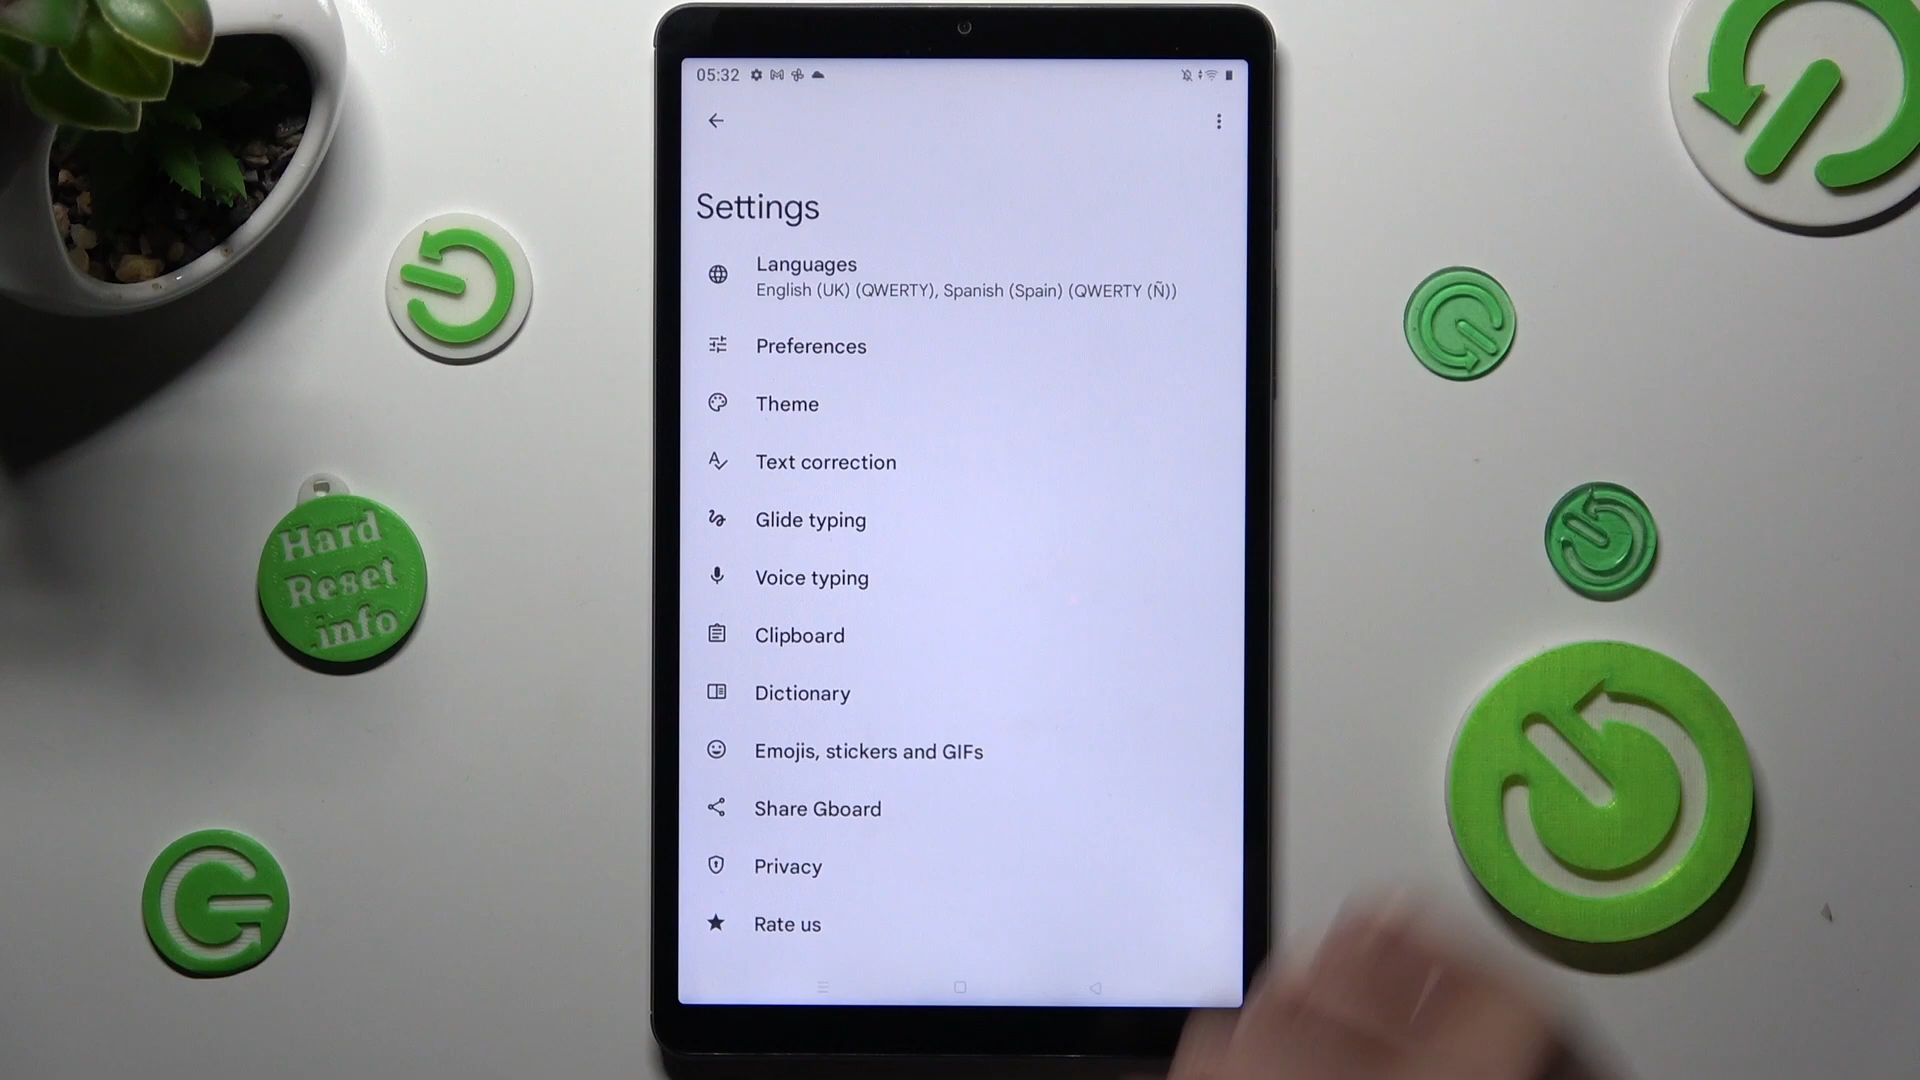 05:32
Settings
Languages
English (UK) (QWERTY), Spanish (Spain) (QWERTY (Ñ))
Preferences
Theme
Text correction
Glide typing
Voice typing
Clipboard
Dictionary
Emojis, stickers and GIFs
Share Gboard
Privacy
Rate us
Hard
Reset
.info